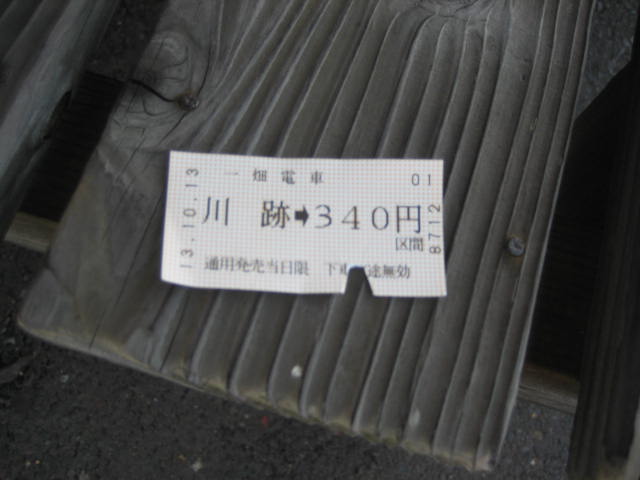 一畑電車 01
川跡➡340円
区間
通用発売当日限 下車 途無効
13.10.13
8712